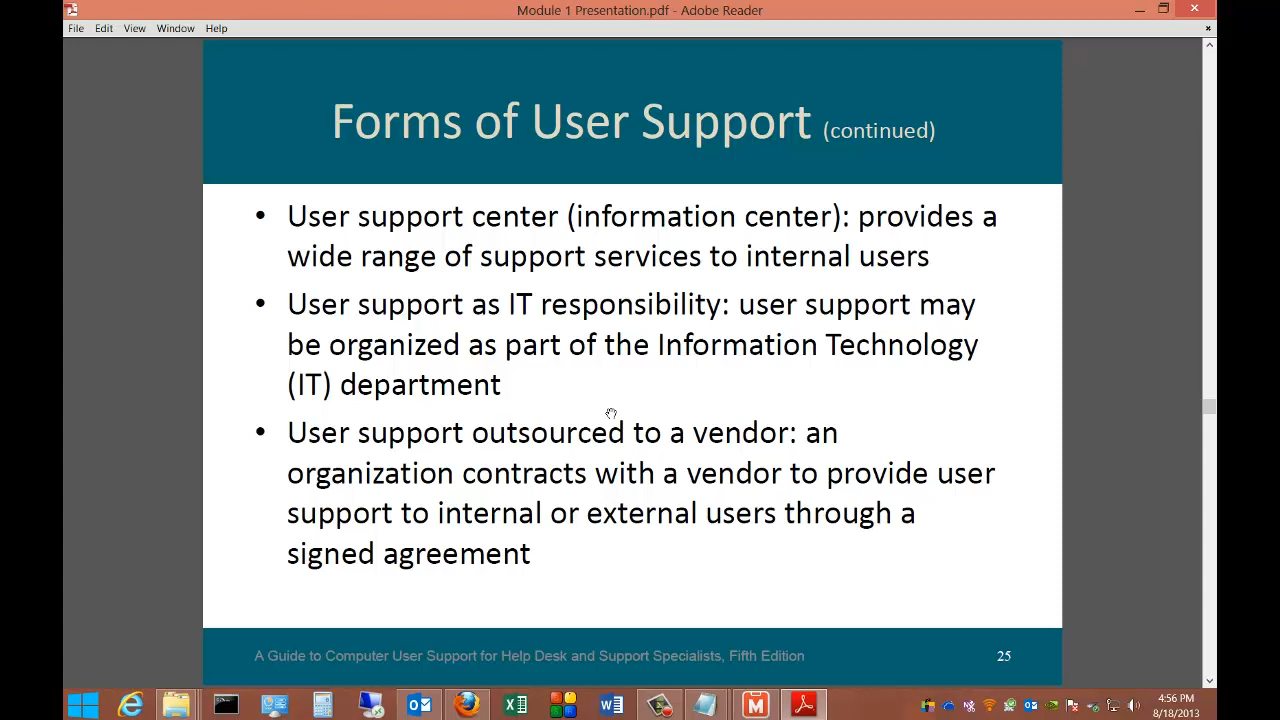 Module 1 Presentation.pdf - Adobe Reader
File Edit View Window Help
Forms of User Support (continued)
• User support center (information center): provides a
wide range of support services to internal users
• User support as IT responsibility: user support may
be organized as part of the Information Technology
(IT) department
• User support outsourced to a vendor: an
organization contracts with a vendor to provide user
support to internal or external users through a
signed agreement
A Guide to Computer User Support for Help Desk and Support Specialists, Fifth Edition 25
4:56 PM
8/18/2013